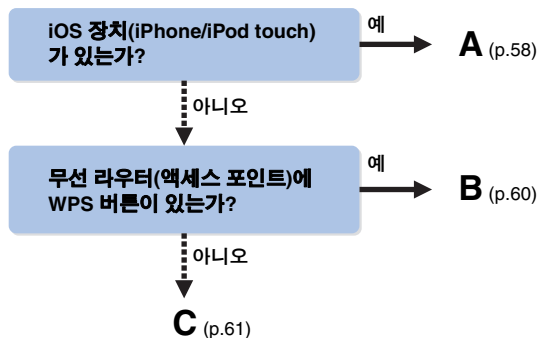 iOS 장치(iPhone/iPod touch)
가 있는가?
예
A (p.58)
아니오
무선 라우터(액세스 포인트)에
WPS 버튼이 있는가?
예
B (p.60)
아니오
C (p.61)